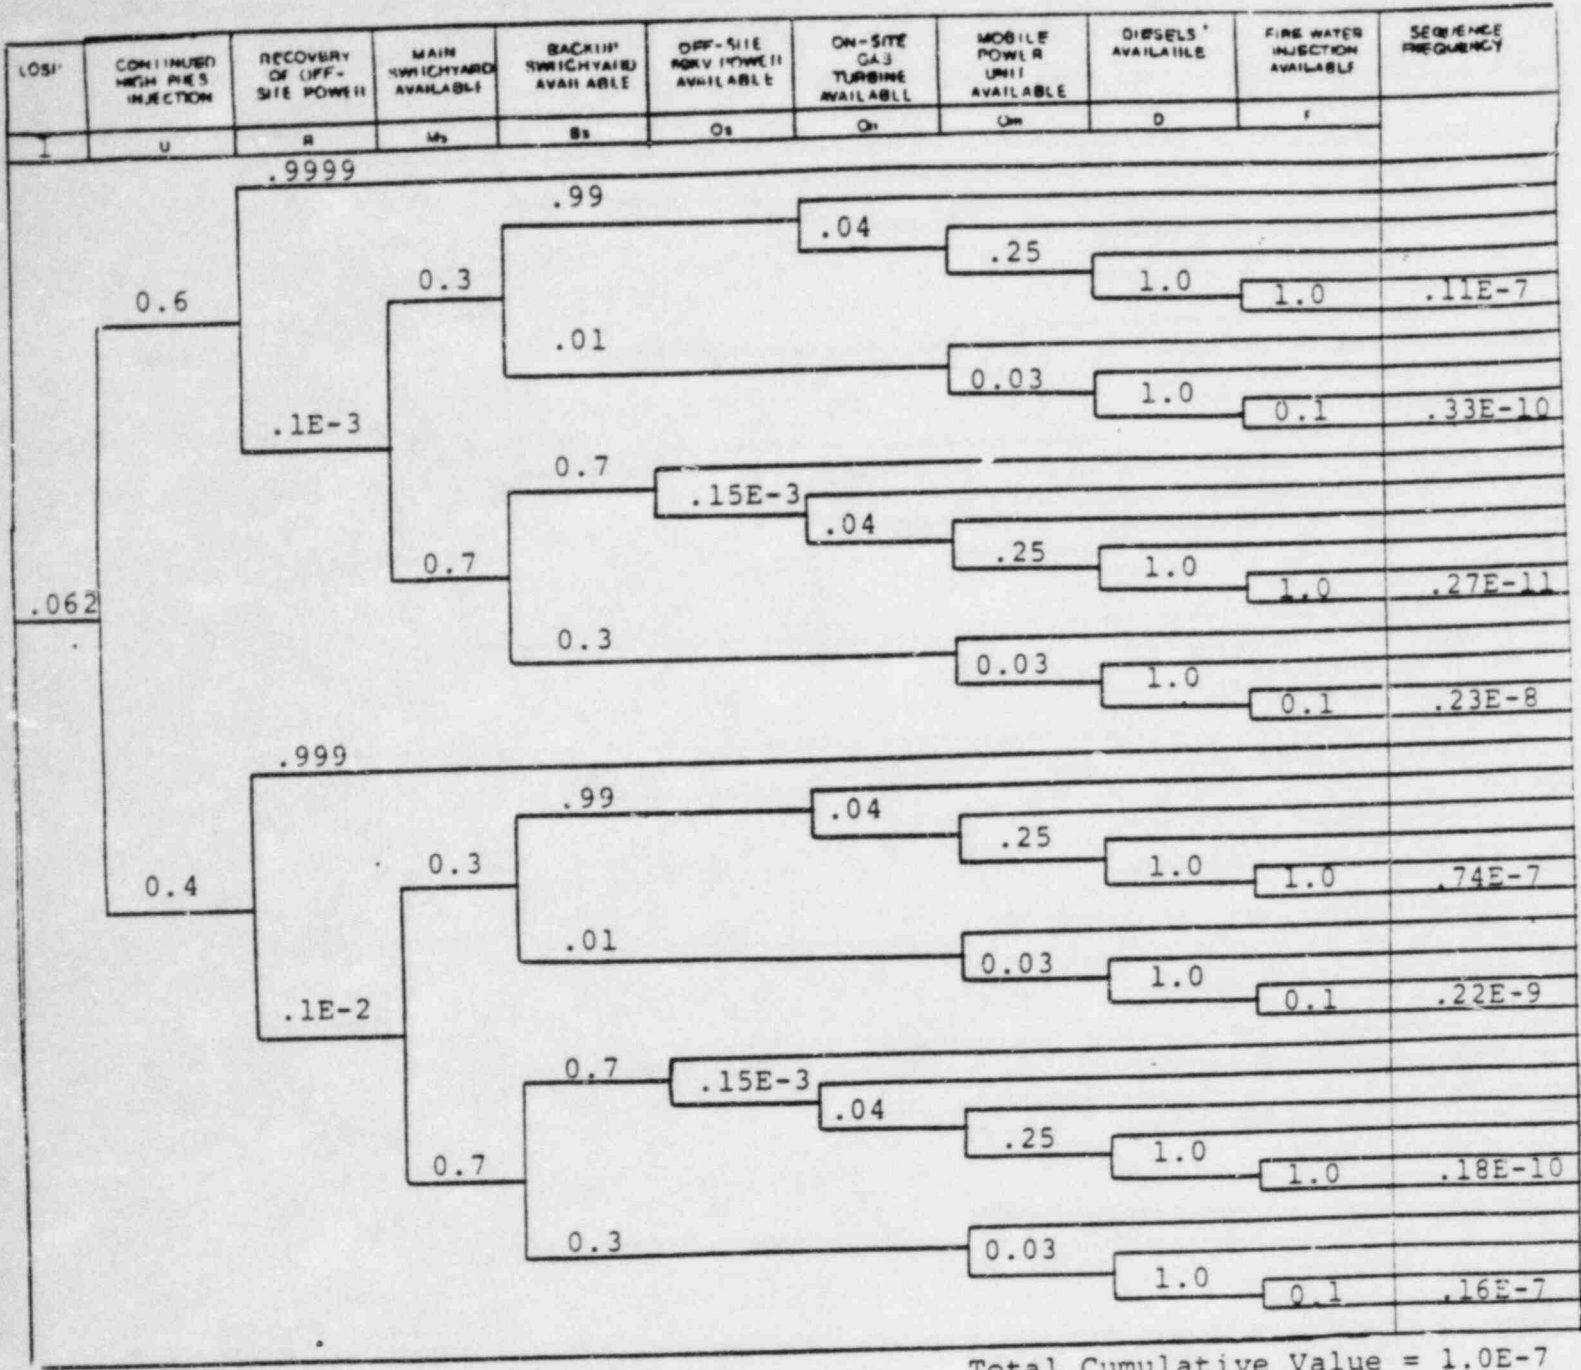 LOSP
CONTINUED
HIGH PRES
INJECTION
RECOVERY
OF OFF-
SITE POWER
MAIN
SWITCHYARD
AVAILABLE
BACKUP
SWITCHYARD
AVAILABLE
OFF-SITE
POWER
AVAILABLE
ON-SITE
GAS
TURBINE
AVAILABLE
MOBILE
POWER
UNIT
AVAILABLE
DIESELS
AVAILABLE
FIRE WATER
INJECTION
AVAILABLE
SEQUENCE
FREQUENCY
I U R Ms Bs Os On Om D F
.9999
.99
.04
.25
0.3
1.0
0.6
1.0 .11E-7
.01
0.03
1.0
.1E-3
0.1 .33E-10
0.7
.15E-3
.04
.25
0.7
1.0
1.0 .27E-11
.062
0.3
0.03
1.0
0.1 .23E-8
.999
.99
.04
.25
0.3
1.0
0.4
1.0 .74E-7
.01
0.03
1.0
.1E-2
0.1 .22E-9
0.7
.15E-3
.04
.25
0.7
1.0
1.0 .18E-10
0.3
0.03
1.0
0.1 .16E-7
Total Cumulative Value = 1.0E-7